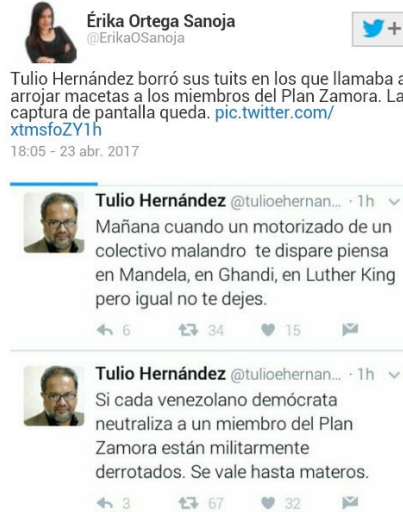 Érika Ortega Sanoja
@ErikaOSanoja
Tulio Hernández borró sus tuits en los que llamaba a
arrojar macetas a los miembros del Plan Zamora. La
captura de pantalla queda. pic.twitter.com/
xtmsfoZY1h
18:05 - 23 abr. 2017
Tulio Hernández @tulioehernan... · 1h
Mañana cuando un motorizado de un
colectivo malandro te dispare piensa
en Mandela, en Ghandi, en Luther King
pero igual no te dejes.
6 34 15
Tulio Hernández @tulioehernan... · 1h
Si cada venezolano demócrata
neutraliza a un miembro del Plan
Zamora están militarmente
derrotados. Se vale hasta materos.
3 67 32